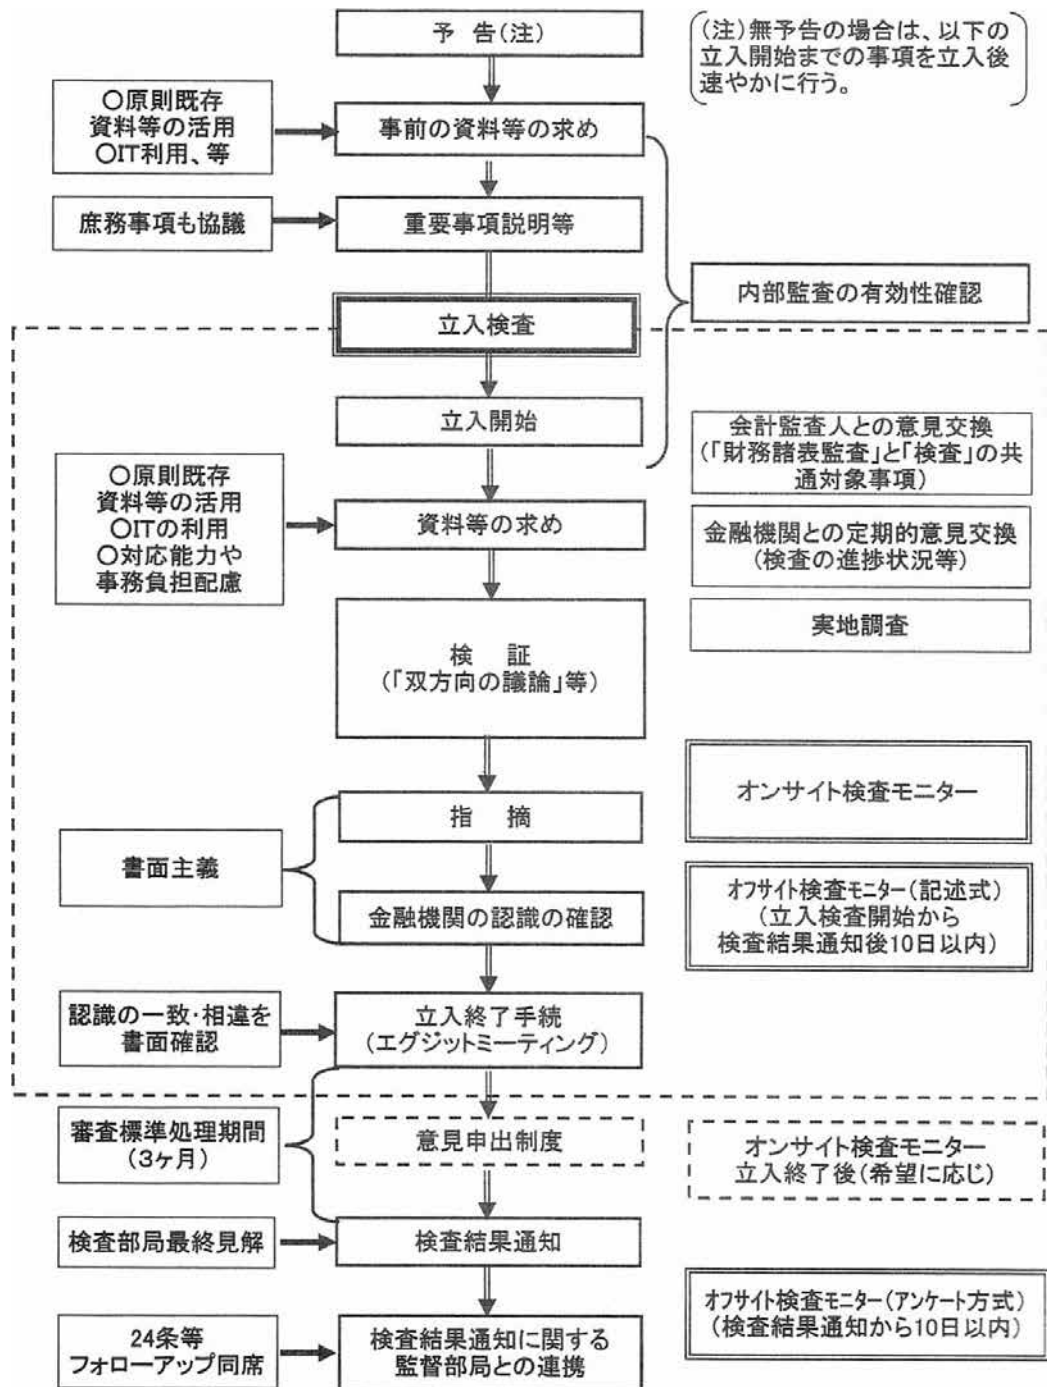 予 告(注)
(注)無予告の場合は、以下の
立入開始までの事項を立入後
速やかに行う。
○原則既存
資料等の活用
○IT利用、等
事前の資料等の求め
庶務事項も協議
重要事項説明等
内部監査の有効性確認
立入検査
立入開始
会計監査人との意見交換
(「財務諸表監査」と「検査」の共
通対象事項)
○原則既存
資料等の活用
○ITの利用
○対応能力や
事務負担配慮
資料等の求め
金融機関との定期的意見交換
(検査の進捗状況等)
実地調査
検 証
(「双方向の議論」等)
オンサイト検査モニター
指 摘
書面主義
金融機関の認識の確認
オフサイト検査モニター(記述式)
(立入検査開始から
検査結果通知後10日以内)
認識の一致・相違を
書面確認
立入終了手続
(エグジットミーティング)
審査標準処理期間
(3ヶ月)
意見申出制度
オンサイト検査モニター
立入終了後(希望に応じ)
検査部局最終見解
検査結果通知
オフサイト検査モニター(アンケート方式)
(検査結果通知から10日以内)
24条等
フォローアップ同席
検査結果通知に関する
監督部局との連携